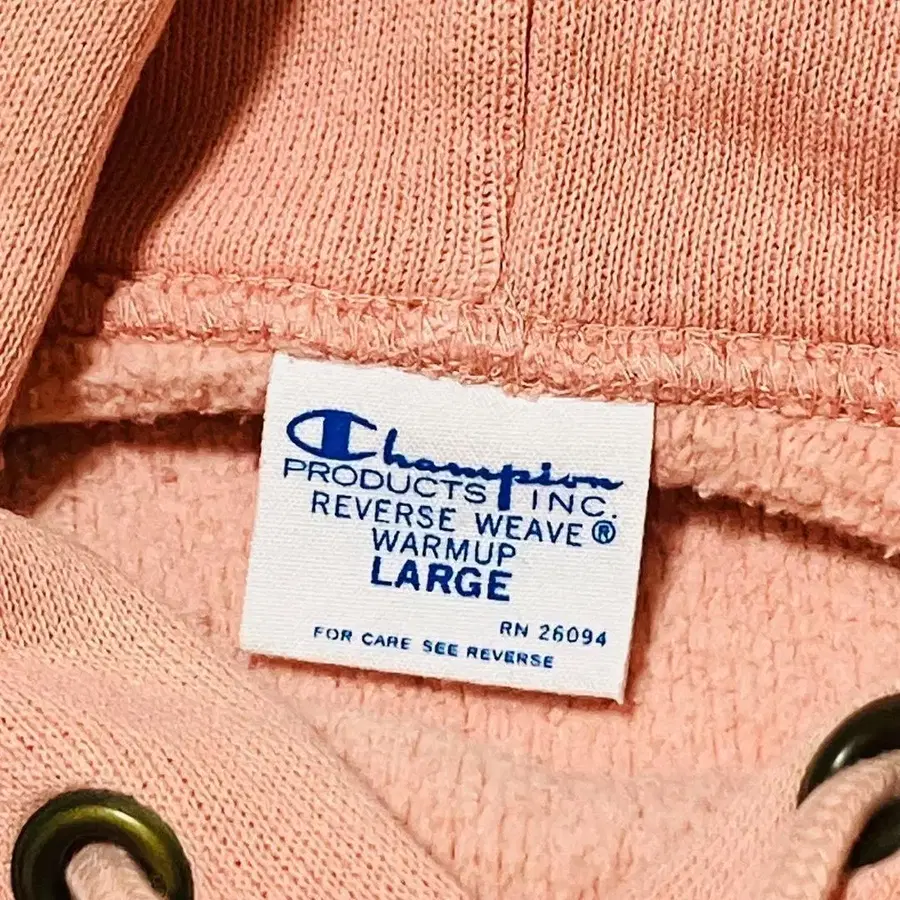 Champion
PRODUCTS INC.
REVERSE WEAVE®
WARMUP
LARGE
RN 26094
FOR CARE SEE REVERSE